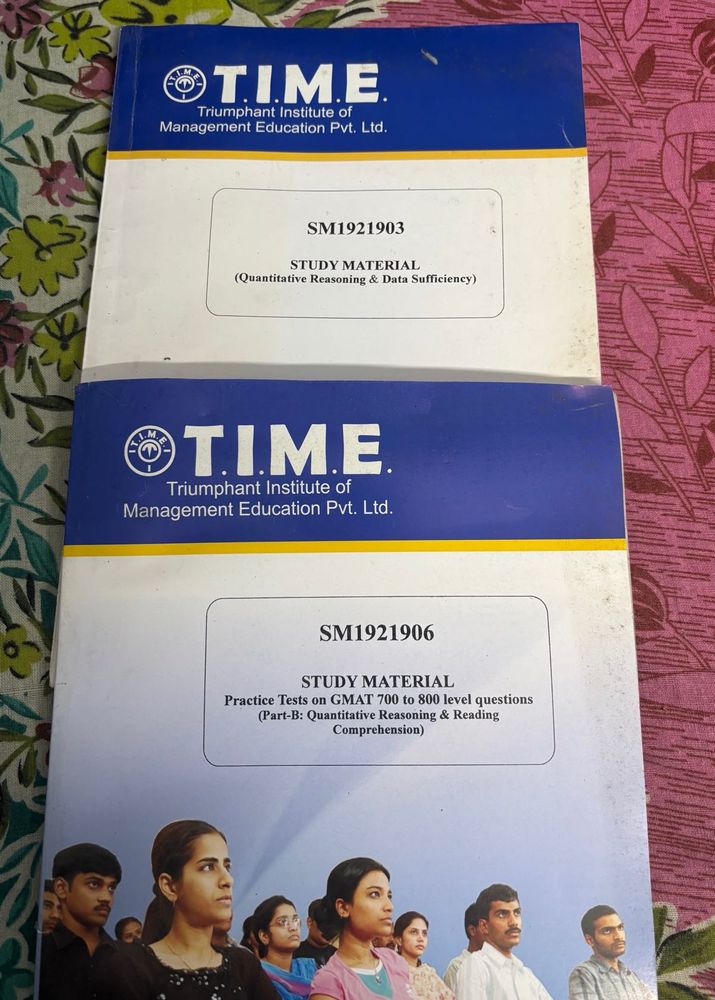 T.I.M.E.
T.I.M.E.
Triumphant Institute of
Management Education Pvt. Ltd.
SM1921903
STUDY MATERIAL
(Quantitative Reasoning & Data Sufficiency)
T.I.M.E.
T.I.M.E.
Triumphant Institute of
Management Education Pvt. Ltd.
SM1921906
STUDY MATERIAL
Practice Tests on GMAT 700 to 800 level questions
(Part-B: Quantitative Reasoning & Reading
Comprehension)